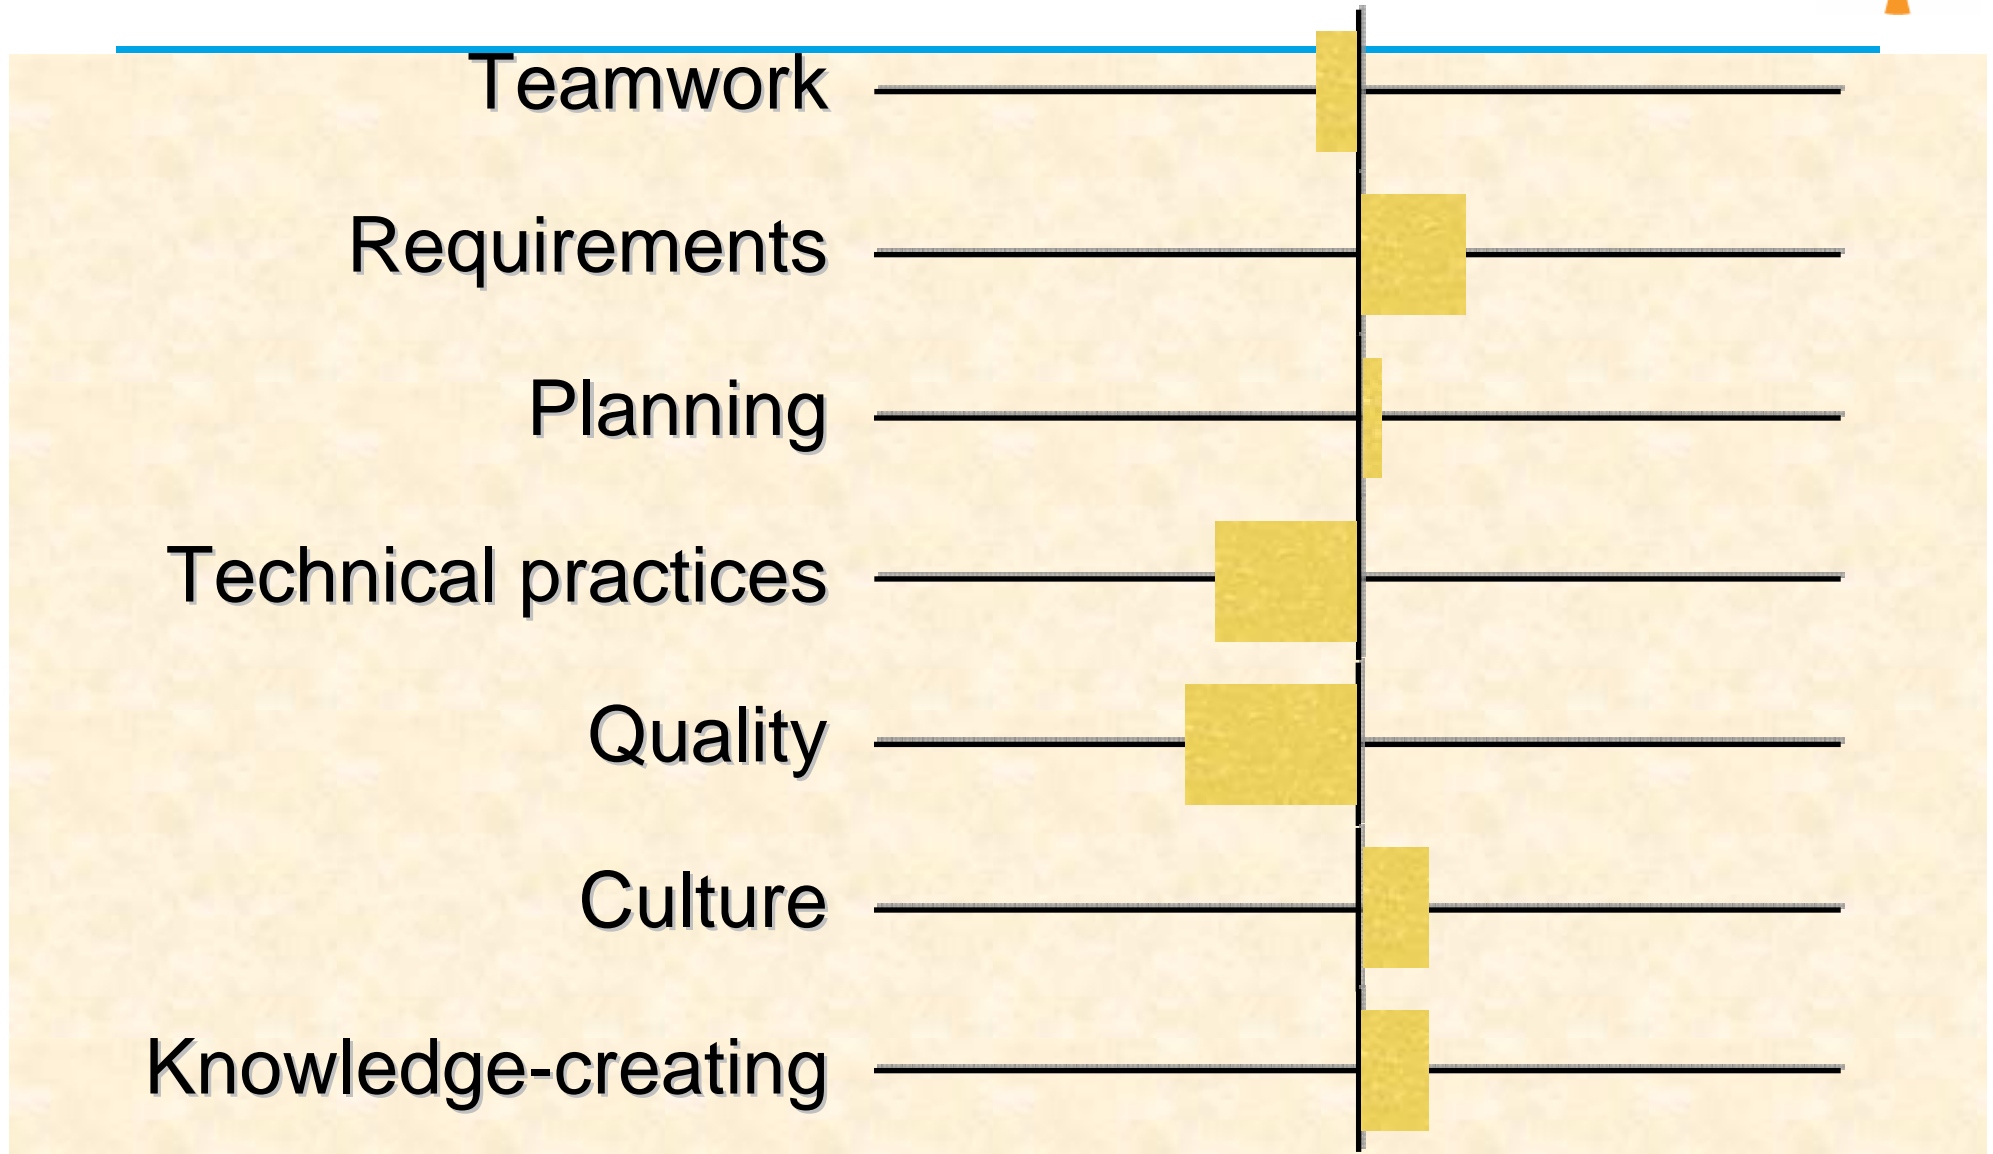 Teamwork
Requirements
Planning
Technical practices
Quality
Culture
Knowledge-creating